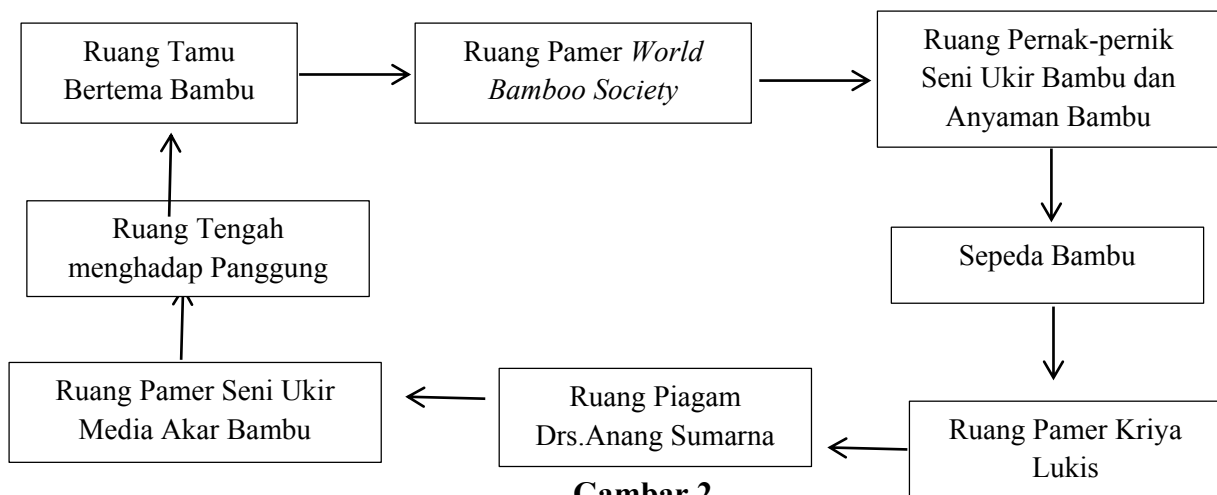 Ruang Tamu
Bertema Bambu
Ruang Pamer World
Bamboo Society
Ruang Pernak-pernik
Seni Ukir Bambu dan
Anyaman Bambu
Ruang Tengah
menghadap Panggung
Sepeda Bambu
Ruang Pamer Seni Ukir
Media Akar Bambu
Ruang Piagam
Drs.Anang Sumarna
Ruang Pamer Kriya
Lukis
Gambar 2